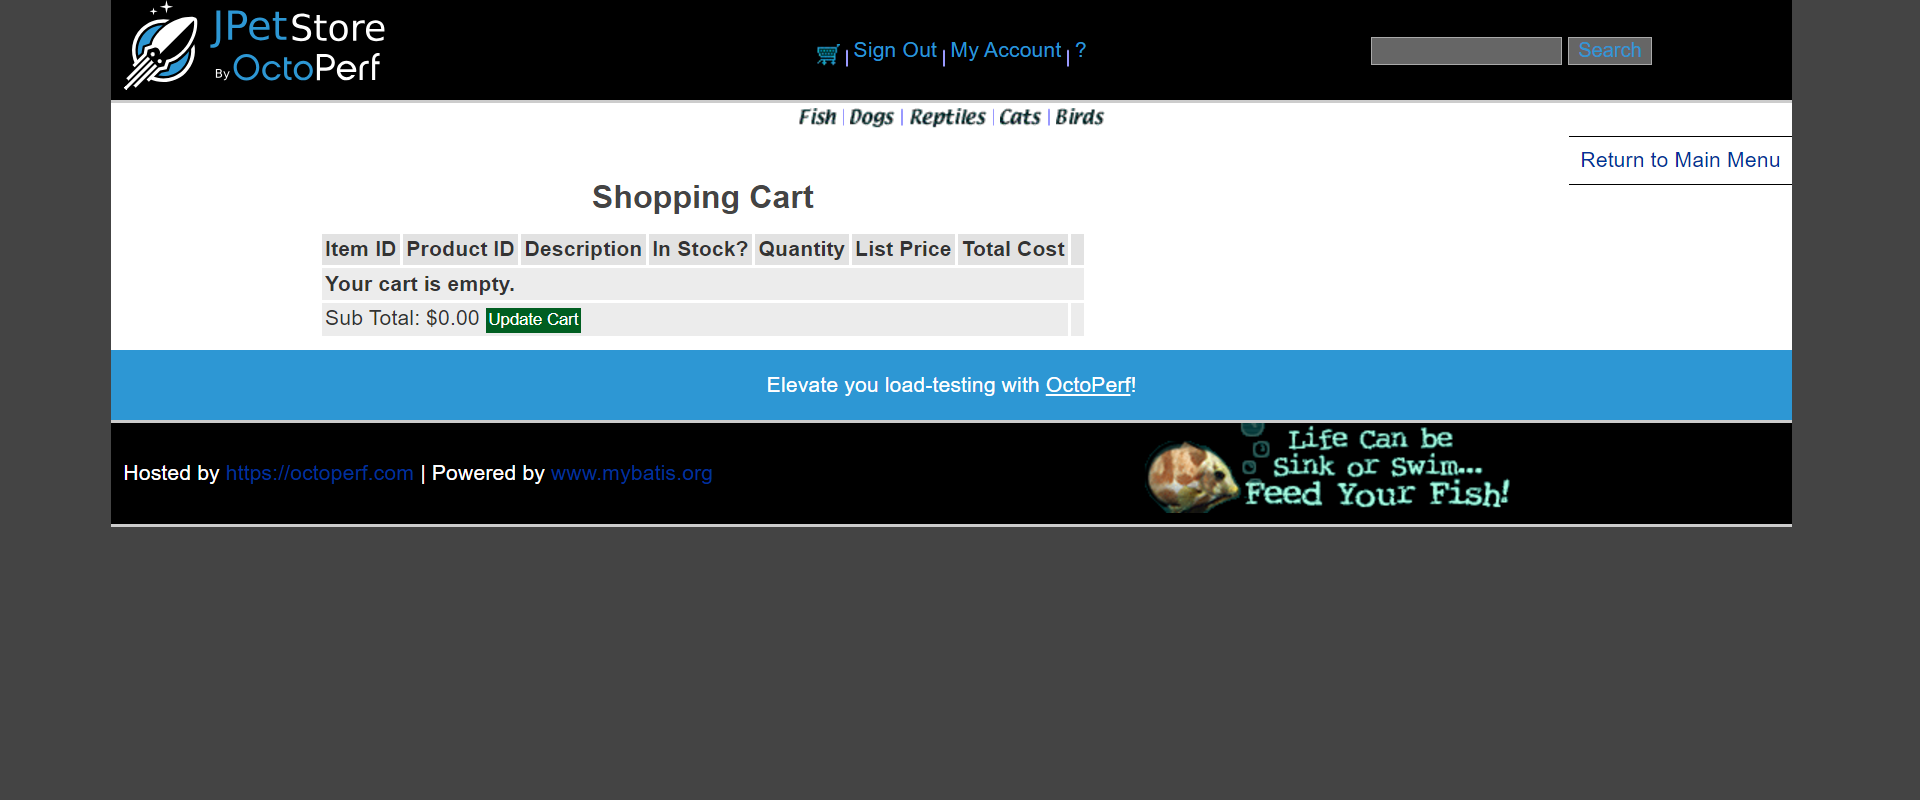 JPetStore
By OctoPerf
Sign Out My Account ?
Search
Fish Dogs Reptiles Cats Birds
Return to Main Menu
Shopping Cart
Item ID Product ID Description In Stock? Quantity List Price Total Cost
Your cart is empty.
Sub Total: $0.00 Update Cart
Elevate you load-testing with OctoPerf!
Hosted by https://octoperf.com | Powered by www.mybatis.org
Life Can be
Sink or Swim...
Feed Your Fish!